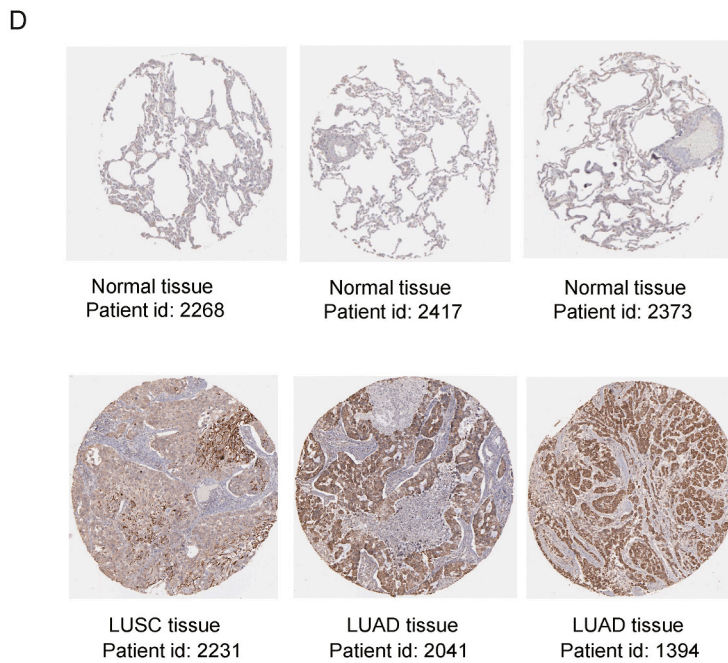 D
Normal tissue
Patient id: 2268
Normal tissue
Patient id: 2417
Normal tissue
Patient id: 2373
LUSC tissue
Patient id: 2231
LUAD tissue
Patient id: 2041
LUAD tissue
Patient id: 1394